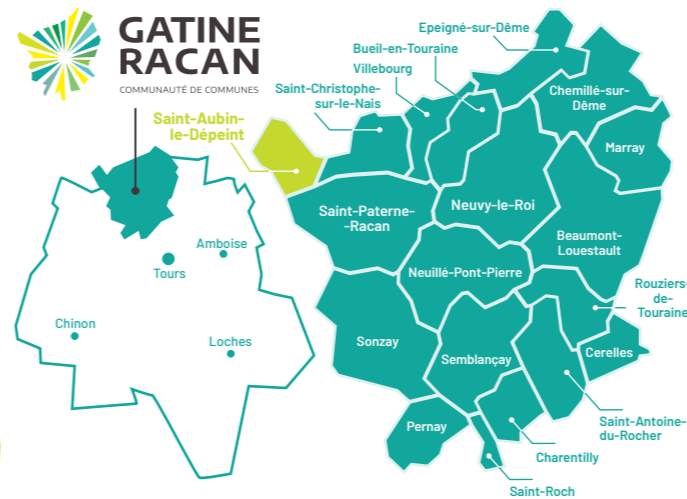 GATINE
RACAN
COMMUNAUTÉ DE COMMUNES
Epeigné-sur-Dême
Bueil-en-Touraine
Villebourg
Saint-Christophe-
sur-le-Nais
Chemillé-sur-
Dême
Saint-Aubin-
le-Dépeint
Marray
Saint-Paterne-
-Racan
Neuvy-le-Roi
Beaumont-
Louestault
Neuillé-Pont-Pierre
Rouziers-
de-
Touraine
Sonzay
Semblançay
Cerelles
Pernay
Saint-Antoine-
du-Rocher
Charentilly
Saint-Roch
Amboise
Tours
Chinon
Loches